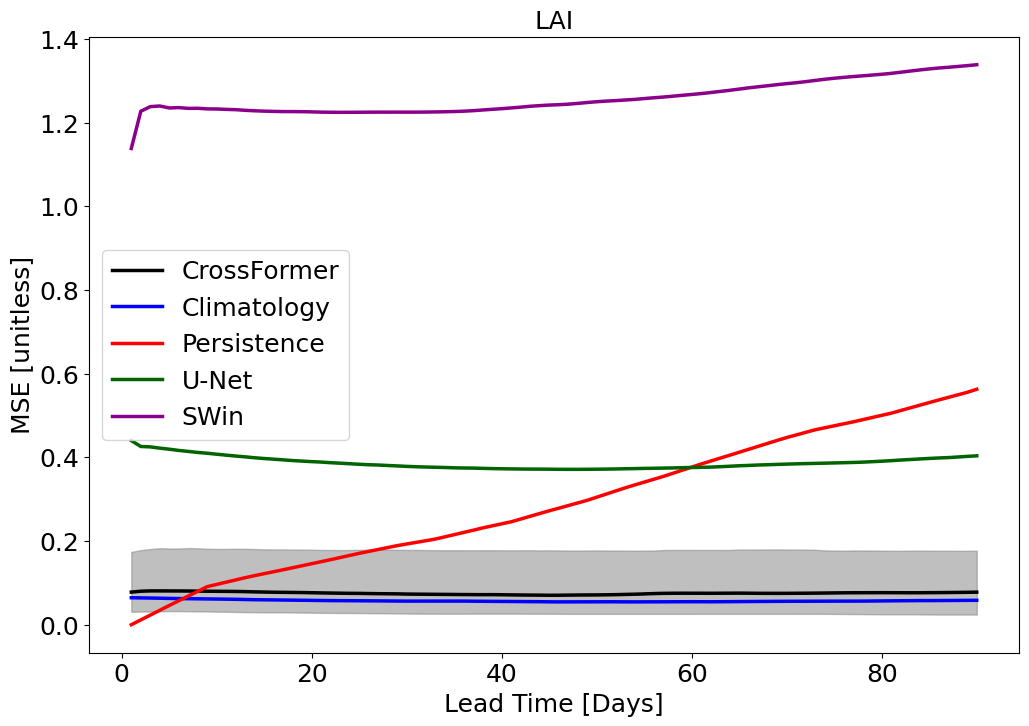 LAI
MSE [unitless]
1.4
1.2
1.0
0.8
0.6
0.4
0.2
0.0
CrossFormer
Climatology
Persistence
U-Net
SWin
0 20 40 60 80
Lead Time [Days]